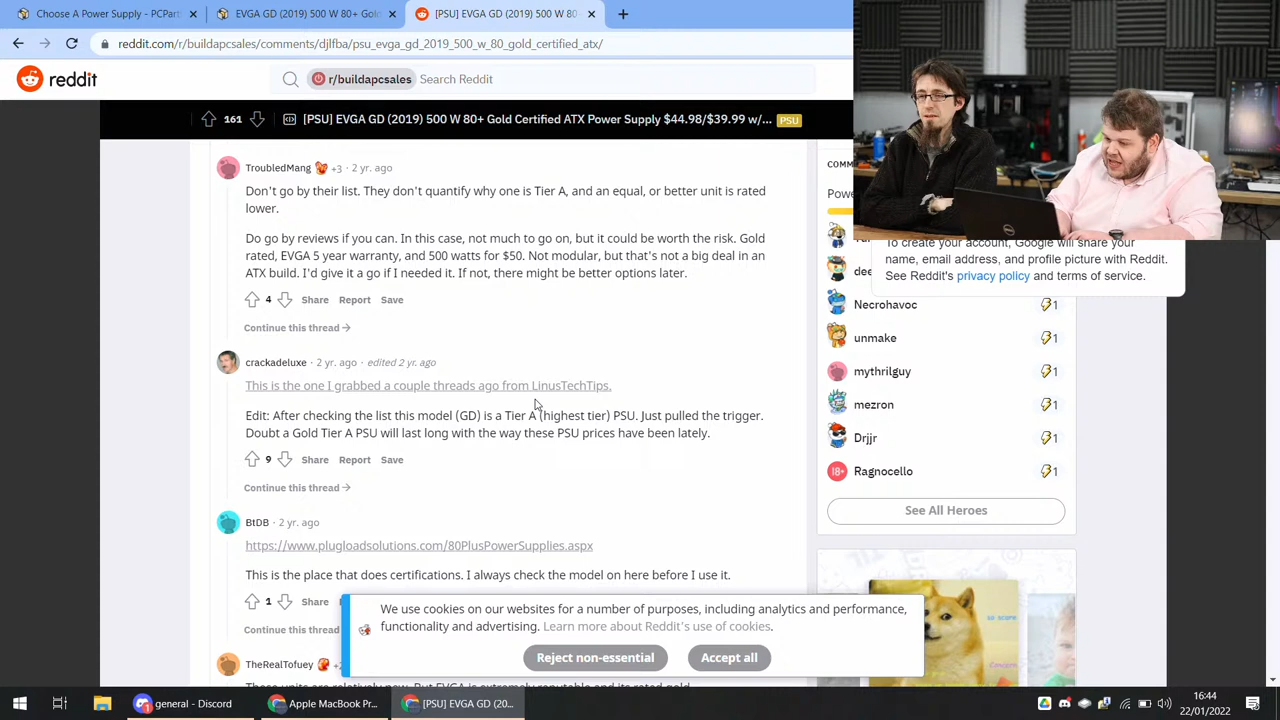 Choose A Power Supply - PCPart
EVGA GD (2019) 500 W 80+ Gold
[PSU] EVGA GD (2019) 500 W 80
reddit.com/r/buildapcsales/comments/
/psu_evga_gd_2019_500_w_80_gold_certified_atx/
reddit
r/buildapcsales
Search Reddit
161
[PSU] EVGA GD (2019) 500 W 80+ Gold Certified ATX Power Supply $44.98/$39.99 w/...
PSU
TroubledMang +3 · 2 yr. ago
Don't go by their list. They don't quantify why one is Tier A, and an equal, or better unit is rated
lower.
Do go by reviews if you can. In this case, not much to go on, but it could be worth the risk. Gold
rated, EVGA 5 year warranty, and 500 watts for $50. Not modular, but that's not a big deal in an
ATX build. I'd give it a go if I needed it. If not, there might be better options later.
4 Share Report Save
Continue this thread →
crackadeluxe · 2 yr. ago · edited 2 yr. ago
This is the one I grabbed a couple threads ago from LinusTechTips.
Edit: After checking the list this model (GD) is a Tier A (highest tier) PSU. Just pulled the trigger.
Doubt a Gold Tier A PSU will last long with the way these PSU prices have been lately.
9 Share Report Save
Continue this thread →
BtDB · 2 yr. ago
https://www.plugloadsolutions.com/80PlusPowerSupplies.aspx
This is the place that does certifications. I always check the model on here before I use it.
1 Share
Continue this thread
TheRealTofuey
COMM
Powe
To create your account, Google will share your
name, email address, and profile picture with Reddit.
See Reddit's privacy policy and terms of service.
dee
Necrohavoc 1
unmake 1
mythrilguy 1
mezron 1
Drjjr 1
18+ Ragnocello 1
See All Heroes
We use cookies on our websites for a number of purposes, including analytics and performance,
functionality and advertising. Learn more about Reddit's use of cookies.
Reject non-essential
Accept all
DELL
general - Discord
Apple Mac
[PSU] EVGA GD (20...
16:44
22/01/2022